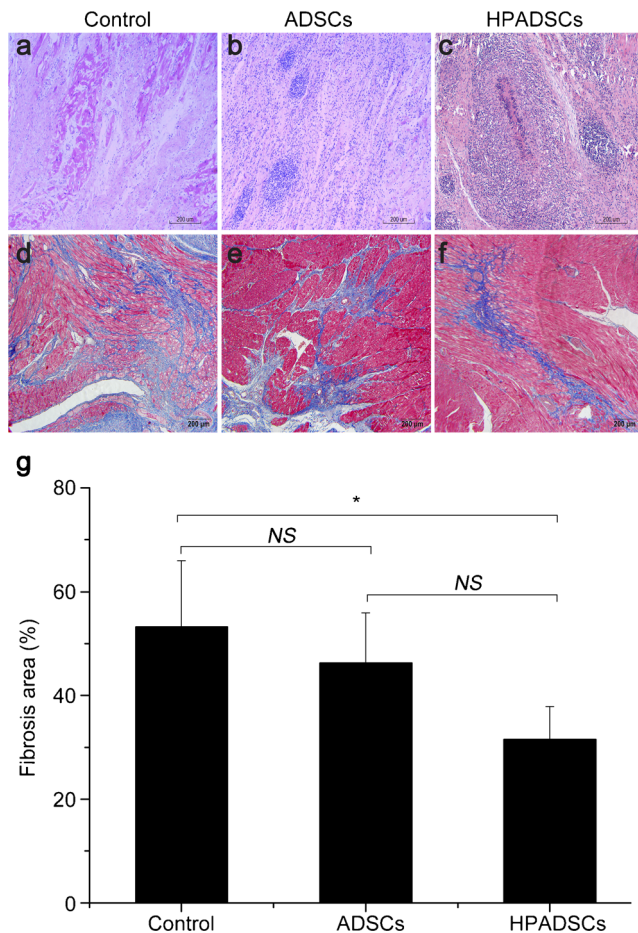 Control ADSCs HPADSCs
a b c
200 µm 200 µm 200 µm
d e f
200 µm 200 µm 200 µm
g
80
*
NS
60
NS
Fibrosis area (%)
40
20
0
Control ADSCs HPADSCs